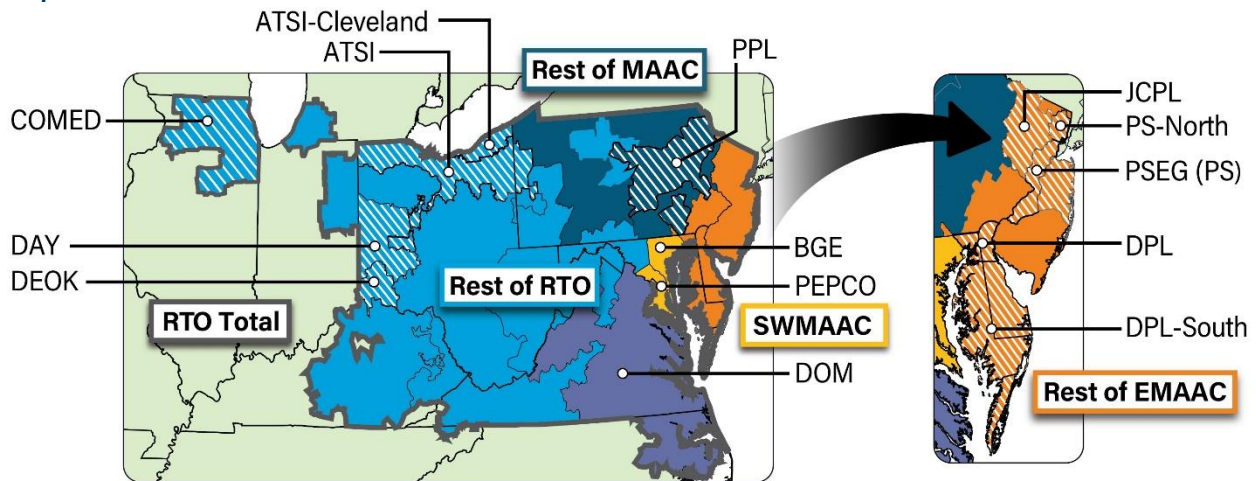 ATSI-Cleveland
ATSI
Rest of MAAC
PPL
COMED
DAY
DEOK
RTO Total
Rest of RTO
BGE
PEPCO
SWMAAC
DOM
JCPL
PS-North
PSEG (PS)
DPL
DPL-South
Rest of EMAAC